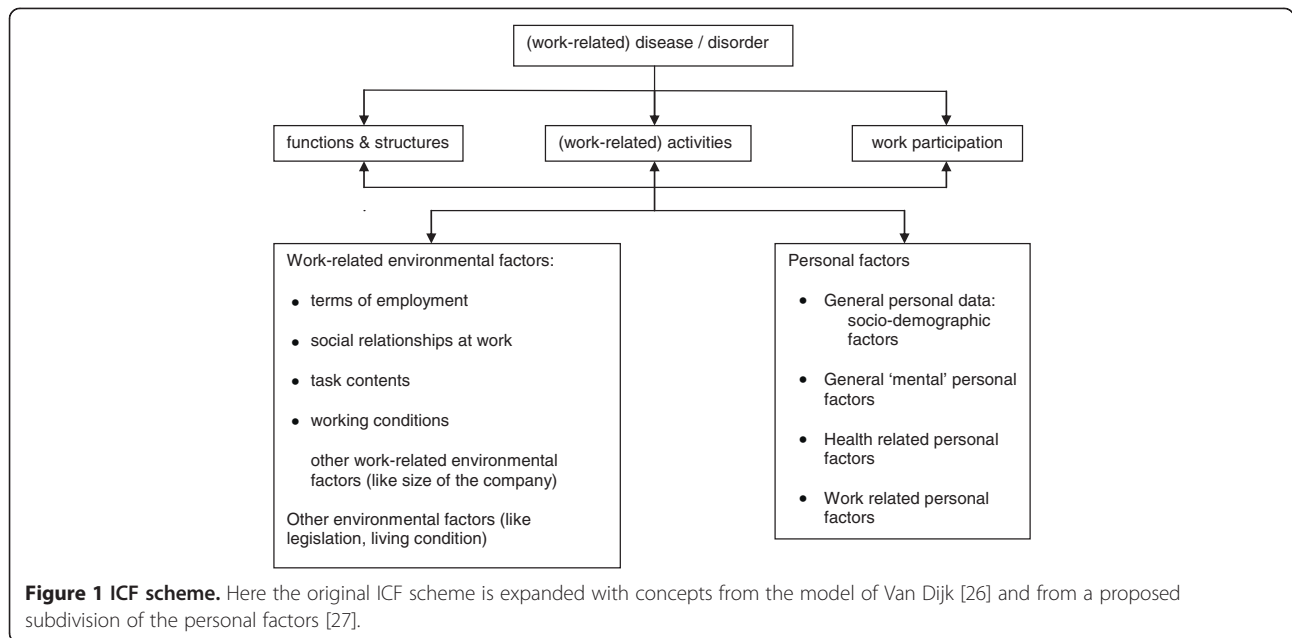 (work-related) disease / disorder
functions & structures
(work-related) activities
work participation
Work-related environmental factors:
• terms of employment
• social relationships at work
• task contents
• working conditions
other work-related environmental
factors (like size of the company)
Other environmental factors (like
legislation, living condition)
Personal factors
• General personal data:
socio-demographic
factors
• General ‘mental’ personal
factors
• Health related personal
factors
• Work related personal
factors
Figure 1 ICF scheme. Here the original ICF scheme is expanded with concepts from the model of Van Dijk [26] and from a proposed
subdivision of the personal factors [27].